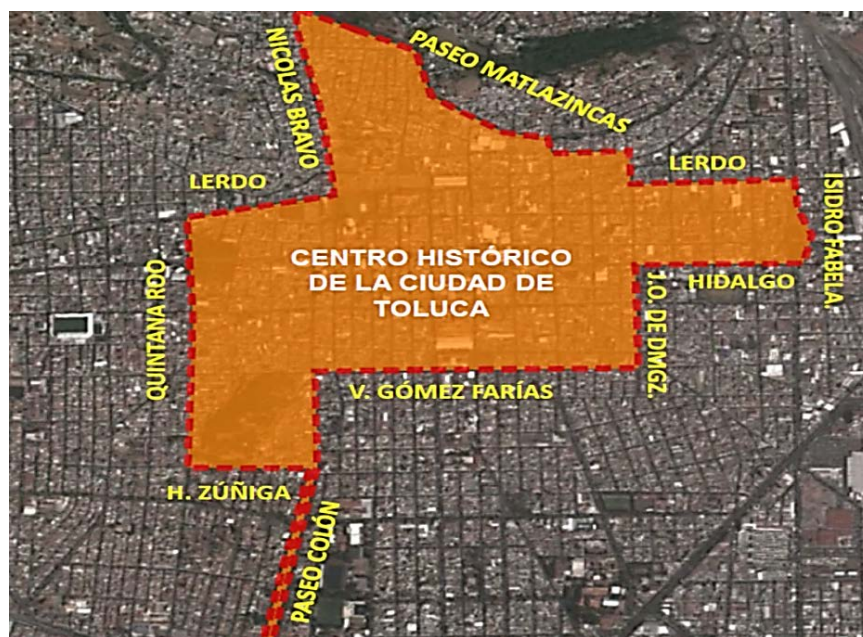 NICOLAS BRAVO
PASEO MATLAZINCAS
LERDO
LERDO
ISIDRO FABELA.
CENTRO HISTÓRICO
DE LA CIUDAD DE
TOLUCA
QUINTANA ROO
J.O. DE DMGZ.
HIDALGO
V. GÓMEZ FARÍAS
H. ZÚÑIGA
PASEO COLÓN